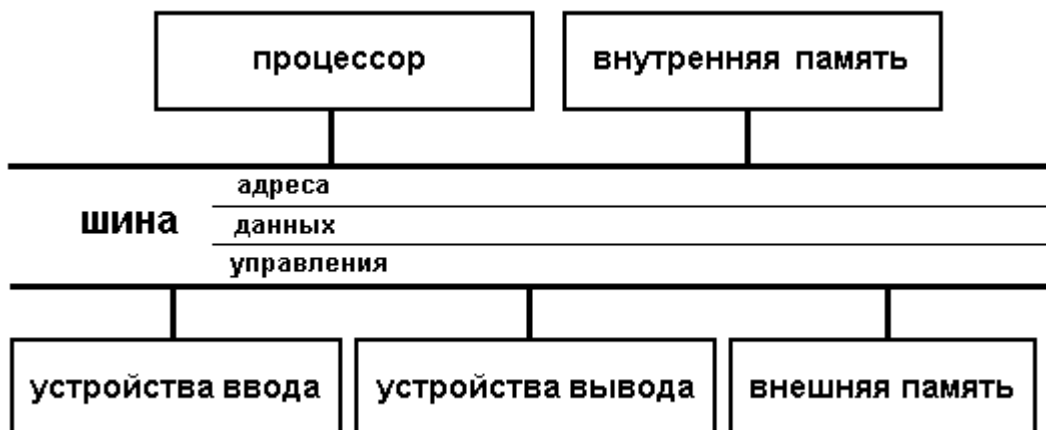 процессор
внутренняя память
адреса
шина
данных
управления
устройства ввода
устройства вывода
внешняя память